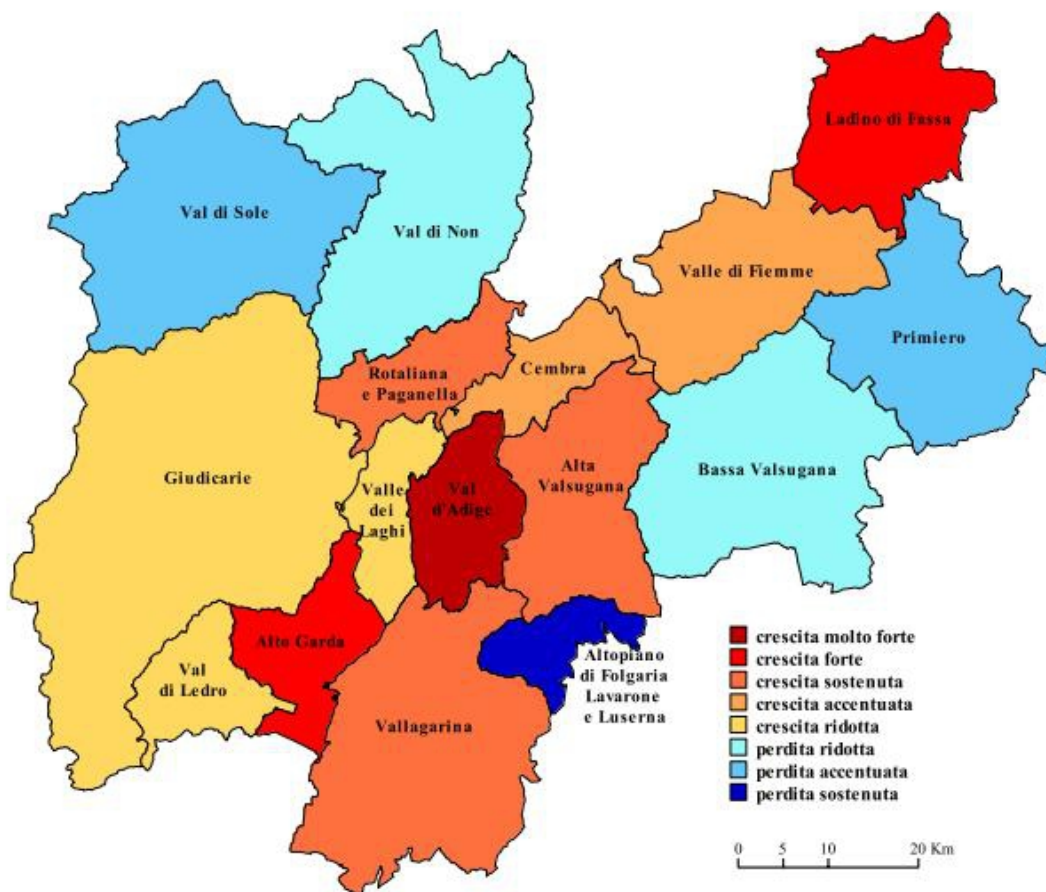 Ladino di Fassa
Val di Sole
Val di Non
Valle di Fiemme
Primiero
Rotaliana
e Paganella
Cembra
Giudicarie
Valle
dei
Laghi
Val
d'Adige
Alta
Valsugana
Bassa Valsugana
Alto Garda
Val
di Ledro
Vallagarina
Altopiano
di Folgaria
Lavarone
e Luserna
crescita molto forte
crescita forte
crescita sostenuta
crescita accentuata
crescita ridotta
perdita ridotta
perdita accentuata
perdita sostenuta
0 5 10 20 Km